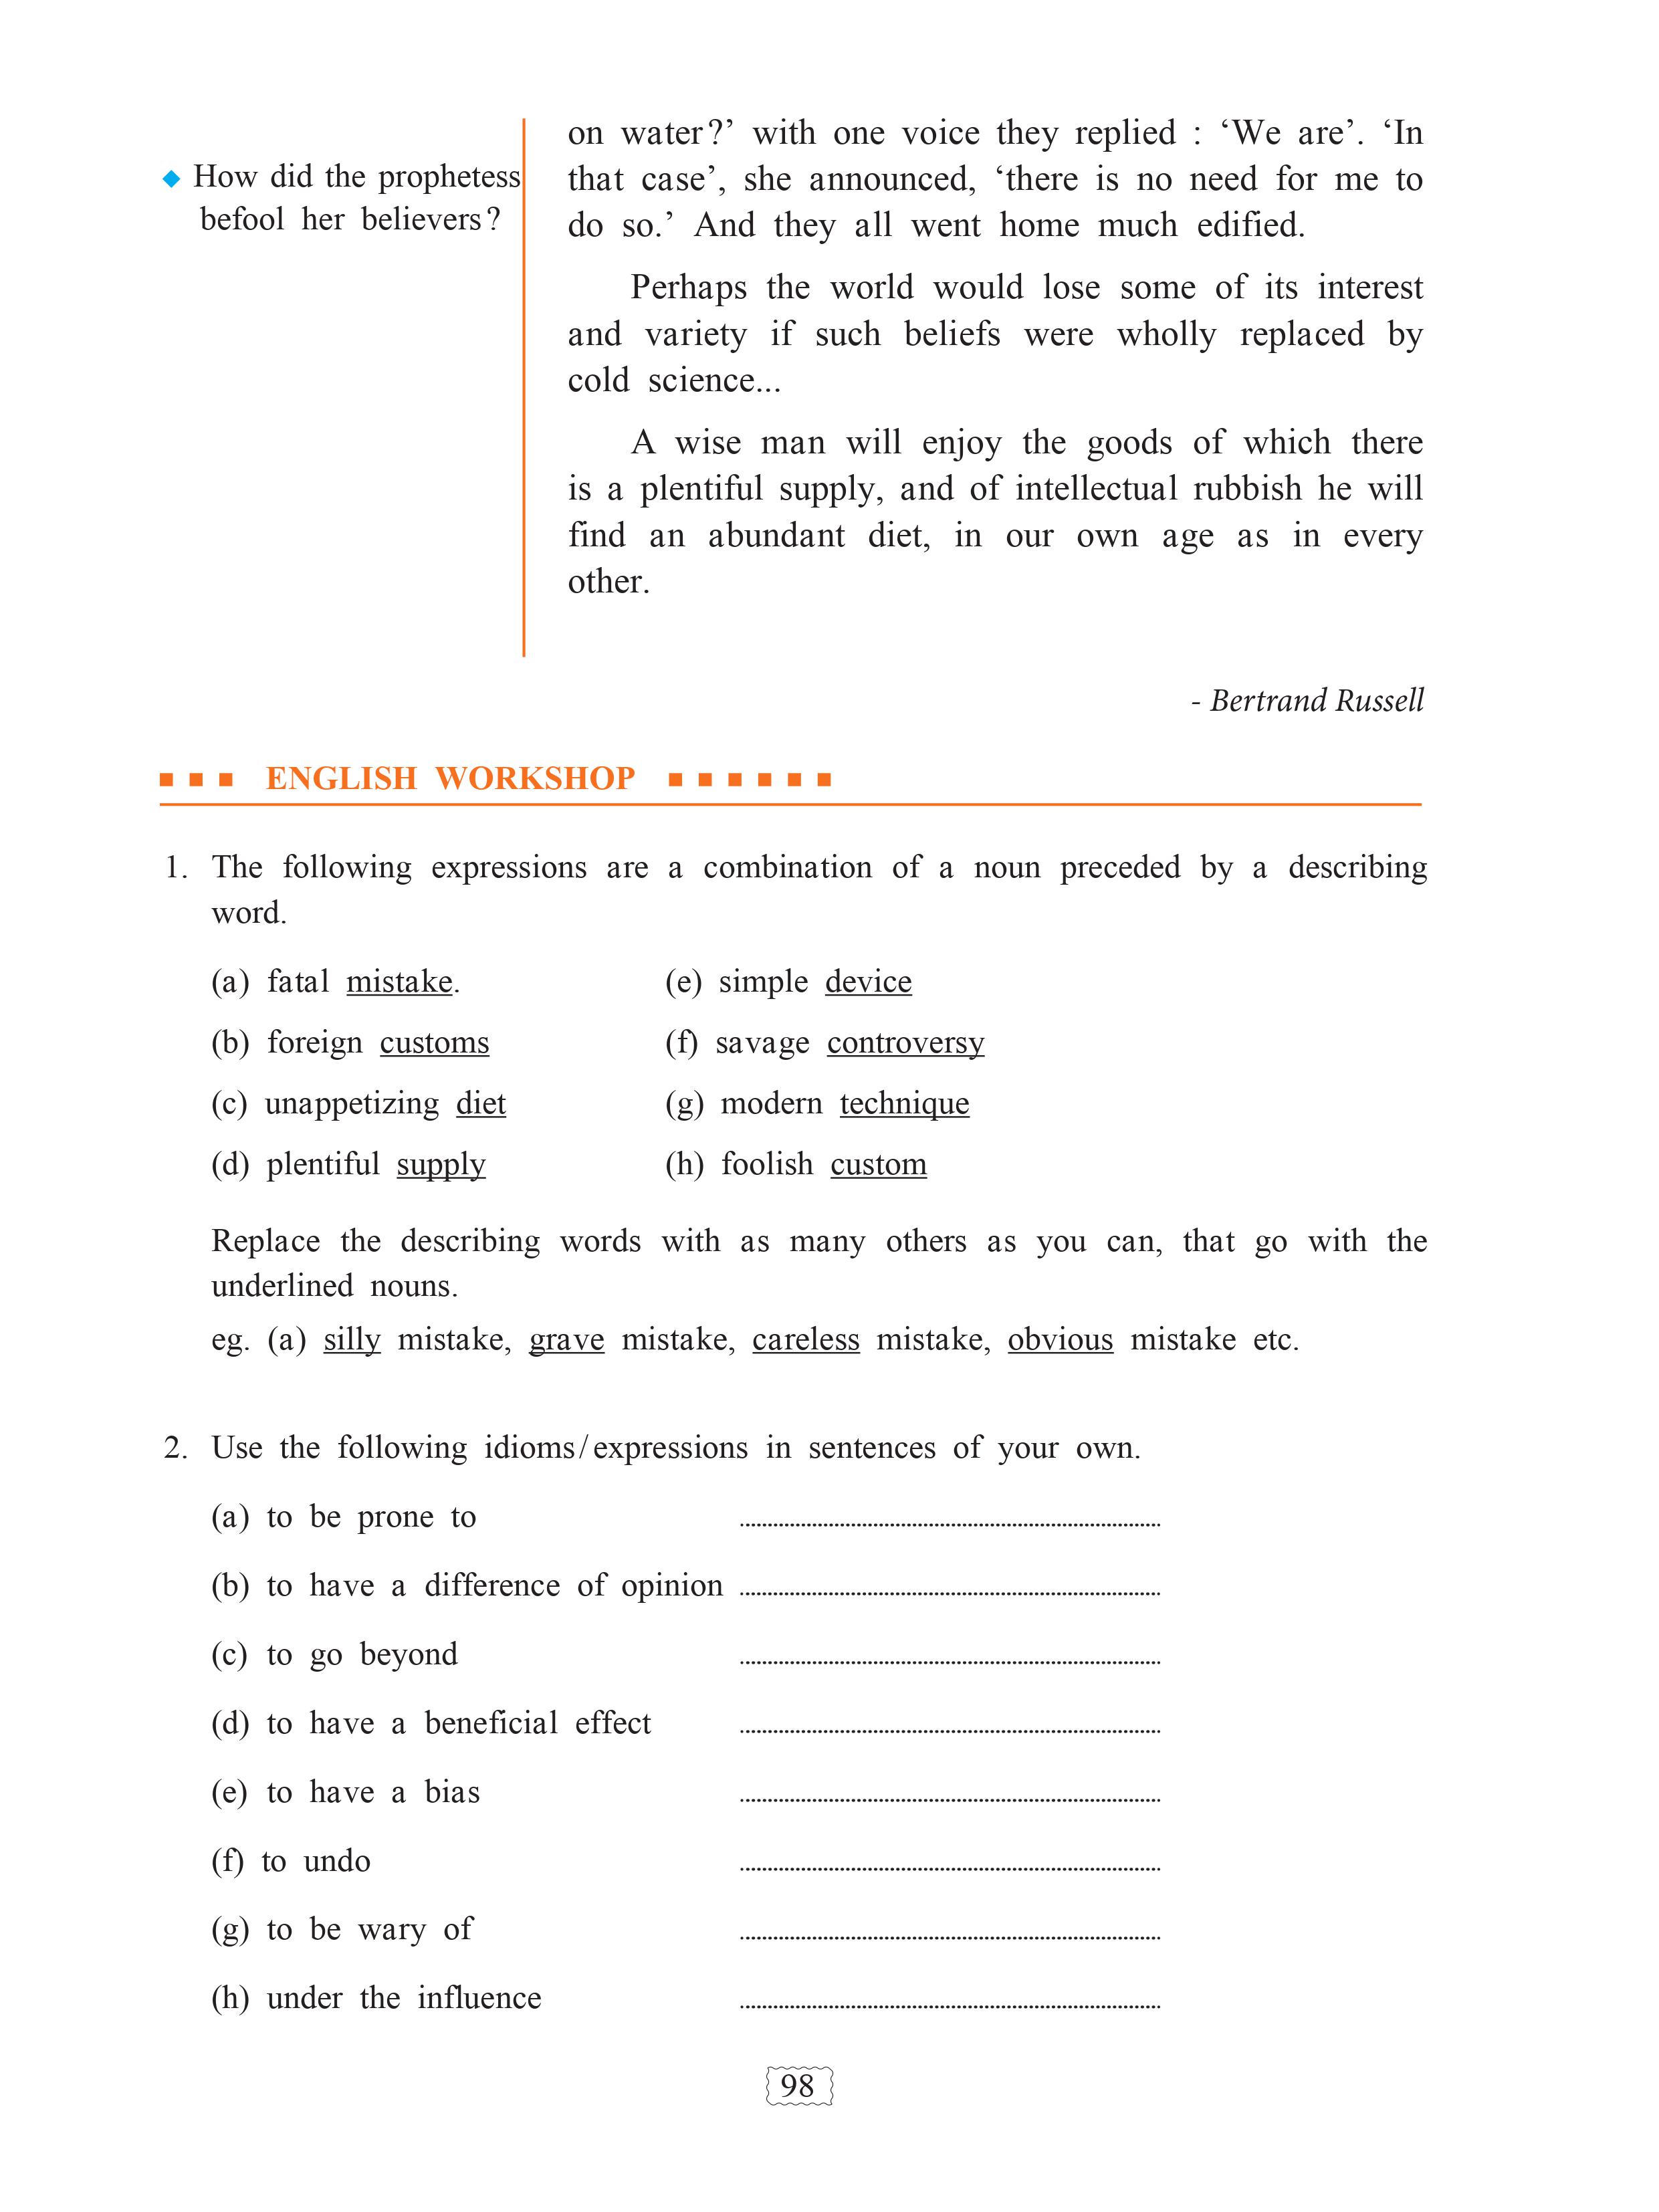 ◆ How did the prophetess
befool her believers?
on water?’ with one voice they replied : ‘We are’. ‘In
that case’, she announced, ‘there is no need for me to
do so.’ And they all went home much edified.
Perhaps the world would lose some of its interest
and variety if such beliefs were wholly replaced by
cold science...
A wise man will enjoy the goods of which there
is a plentiful supply, and of intellectual rubbish he will
find an abundant diet, in our own age as in every
other.
- Bertrand Russell
ENGLISH WORKSHOP
1. The following expressions are a combination of a noun preceded by a describing
word.
(a) fatal mistake. (e) simple device
(b) foreign customs (f) savage controversy
(c) unappetizing diet (g) modern technique
(d) plentiful supply (h) foolish custom
Replace the describing words with as many others as you can, that go with the
underlined nouns.
eg. (a) silly mistake, grave mistake, careless mistake, obvious mistake etc.
2. Use the following idioms/expressions in sentences of your own.
(a) to be prone to ................................................
(b) to have a difference of opinion ................................................
(c) to go beyond ................................................
(d) to have a beneficial effect ................................................
(e) to have a bias ................................................
(f) to undo ................................................
(g) to be wary of ................................................
(h) under the influence ................................................
98